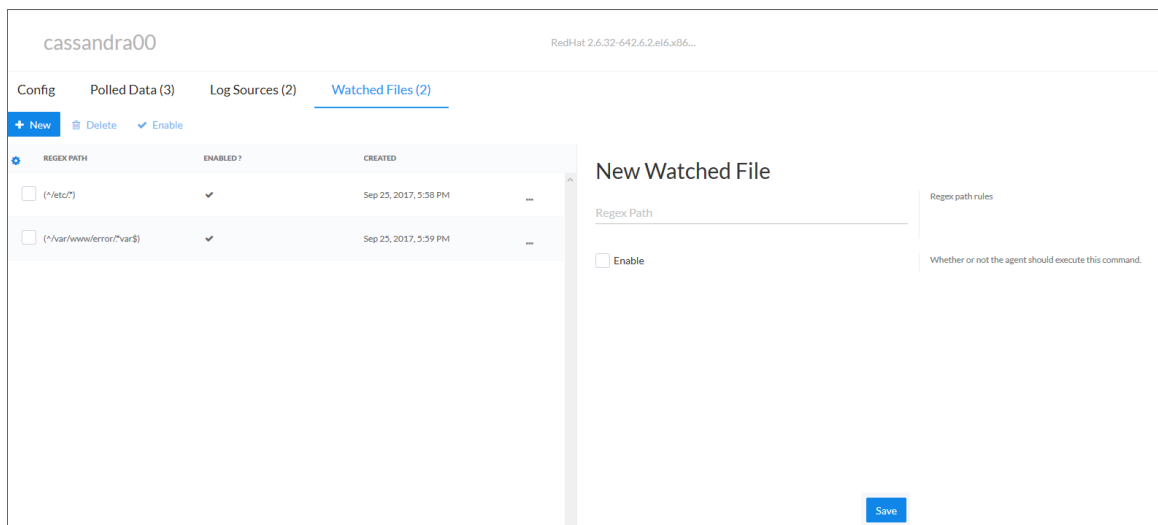 cassandra00
RedHat 2.6.32-642.6.2.el6.x86...
Config Polled Data (3) Log Sources (2) Watched Files (2)
+ New Delete Enable
REGEX PATH ENABLED ? CREATED
(^/etc/.*) Sep 25, 2017, 5:58 PM ...
(^/var/www/error/.*var$) Sep 25, 2017, 5:59 PM ...
New Watched File
Regex Path
Regex path rules
Enable
Whether or not the agent should execute this command.
Save